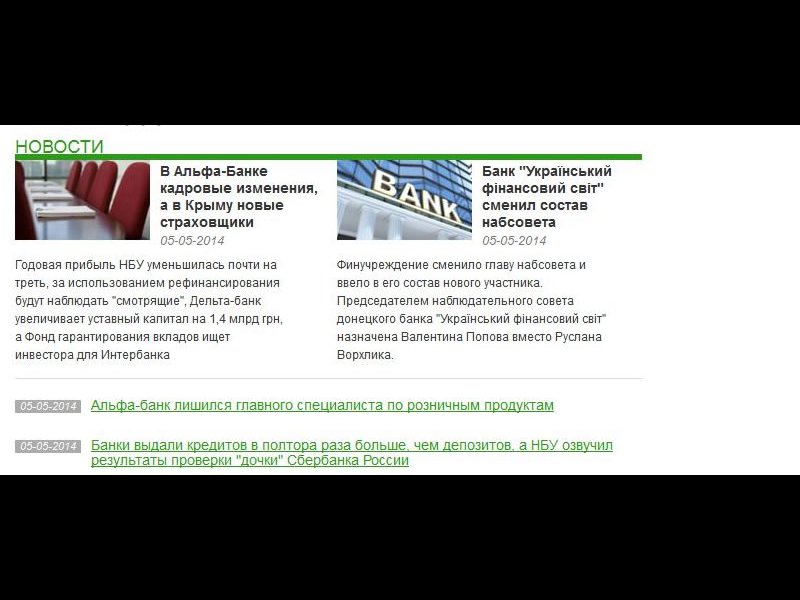 НОВОСТИ
В Альфа-Банке
кадровые изменения,
а в Крыму новые
страховщики
05-05-2014
Годовая прибыль НБУ уменьшилась почти на
треть, за использованием рефинансирования
будут наблюдать "смотрящие", Дельта-банк
увеличивает уставный капитал на 1,4 млрд грн,
а Фонд гарантирования вкладов ищет
инвестора для Интербанка
BANK
Банк "Український
фінансовий світ"
сменил состав
набсовета
05-05-2014
Финучреждение сменило главу набсовета и
ввело в его состав нового участника.
Председателем наблюдательного совета
донецкого банка "Український фінансовий світ"
назначена Валентина Попова вместо Руслана
Ворхлика.
05-05-2014 Альфа-банк лишился главного специалиста по розничным продуктам
05-05-2014 Банки выдали кредитов в полтора раза больше, чем депозитов, а НБУ озвучил
результаты проверки "дочки" Сбербанка России